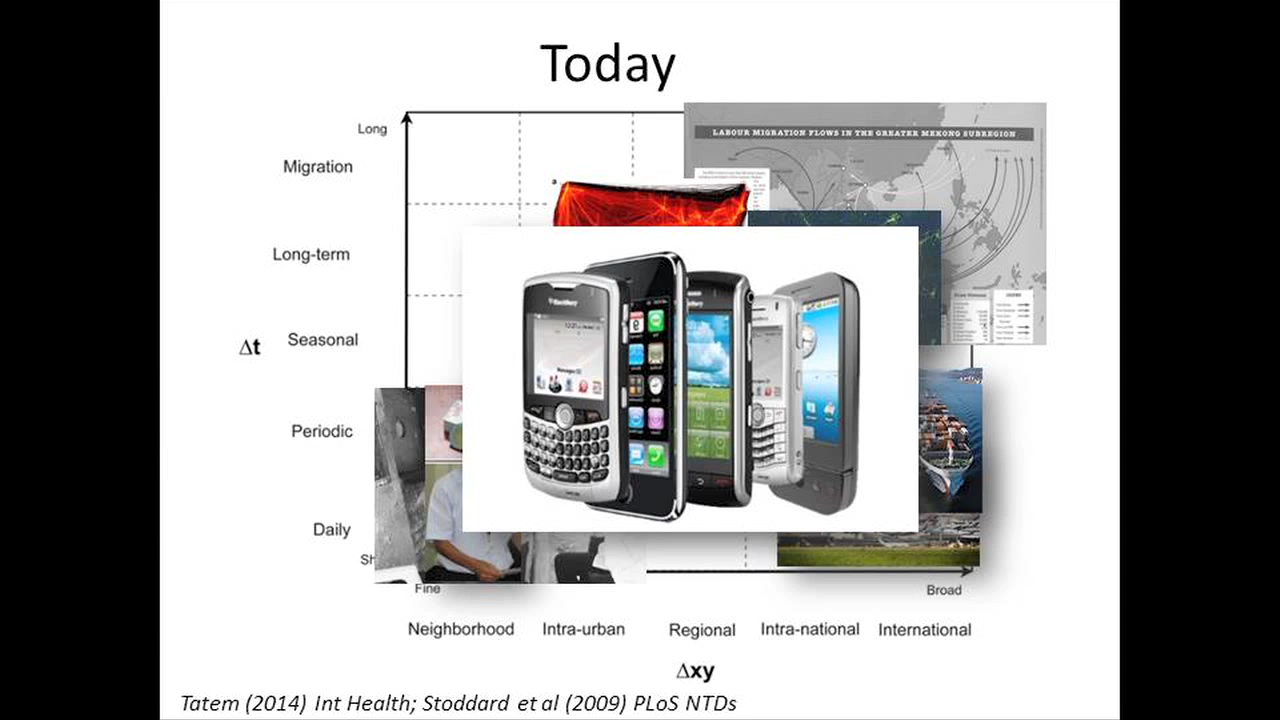 Today
Long
LABOUR MIGRATION FLOWS IN THE GREATER MEKONG SUBREGION
Migration
a
Long-term
Seasonal
Δt
Periodic
Daily
Sh
Fine
Broad
Neighborhood
Intra-urban
Regional
Intra-national
International
Δxy
Tatem (2014) Int Health; Stoddard et al (2009) PLoS NTDs